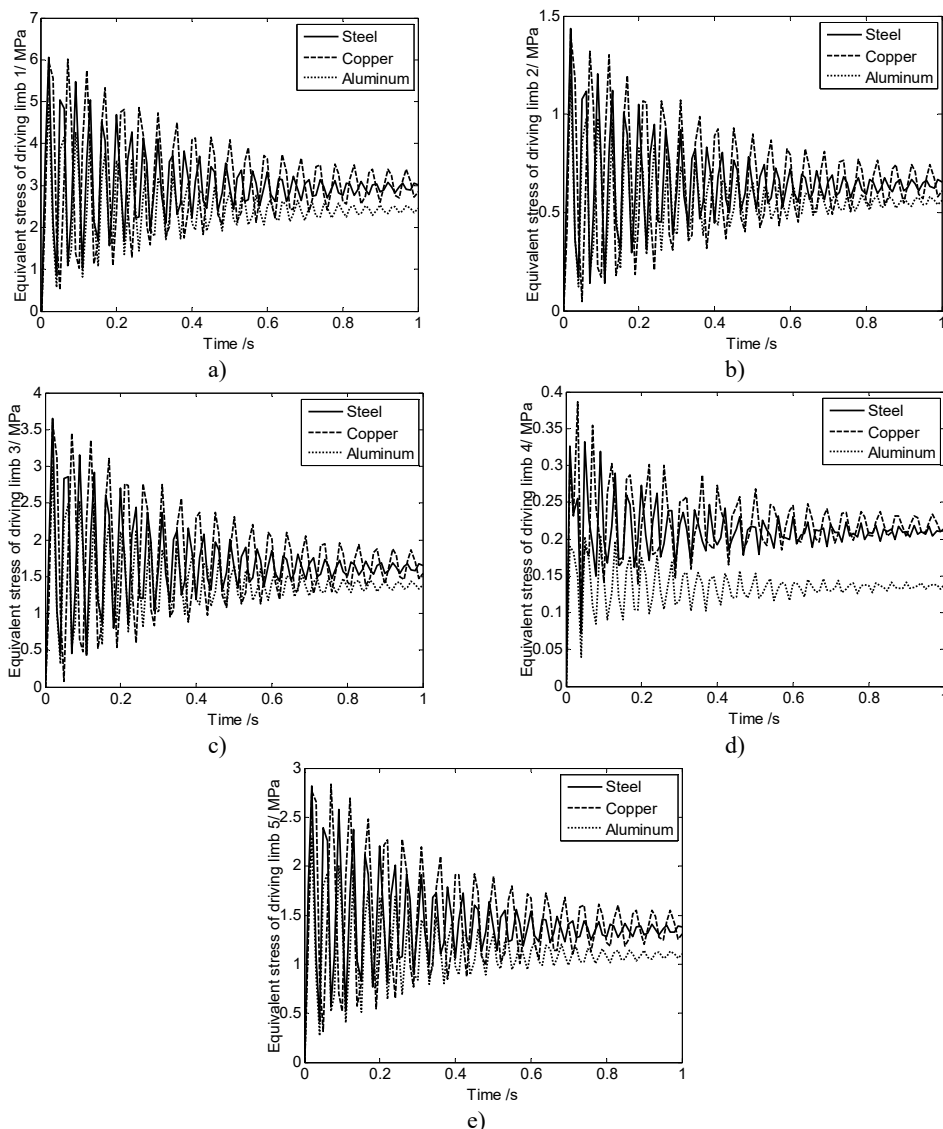 7
6
5
4
3
2
1
0
Equivalent stress of driving limb 1/ MPa
Steel
Copper
Aluminum
0 0.2 0.4 0.6 0.8 1
Time /s
a)
1.5
1
0.5
0
Equivalent stress of driving limb 2/ MPa
Steel
Copper
Aluminum
0 0.2 0.4 0.6 0.8 1
Time /s
b)
4
3.5
3
2.5
2
1.5
1
0.5
0
Equivalent stress of driving limb 3/ MPa
Steel
Copper
Aluminum
0 0.2 0.4 0.6 0.8 1
Time /s
c)
0.4
0.35
0.3
0.25
0.2
0.15
0.1
0.05
0
Equivalent stress of driving limb 4/ MPa
Steel
Copper
Aluminum
0 0.2 0.4 0.6 0.8 1
Time /s
d)
3
2.5
2
1.5
1
0.5
0
Equivalent stress of driving limb 5/ MPa
Steel
Copper
Aluminum
0 0.2 0.4 0.6 0.8 1
Time /s
e)